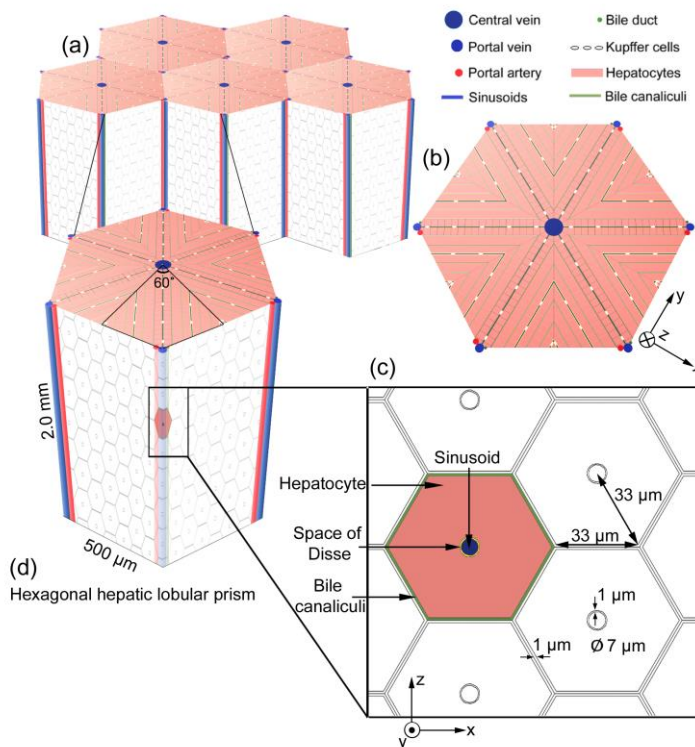 (a)
Central vein
Portal vein
Portal artery
Sinusoids
Bile duct
Kupffer cells
Hepatocytes
Bile canaliculi
(b)
y
z
60°
2.0 mm
500 µm
(d)
Hexagonal hepatic lobular prism
(c)
Sinusoid
Hepatocyte
Space of
Disse
Bile
canaliculi
33 µm
33 µm
1 µm
Ø 7 µm
1 µm
z
y
x